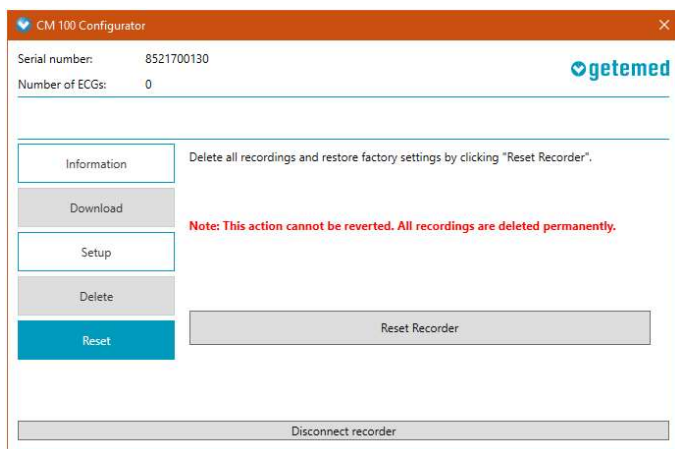 CM 100 Configurator
Serial number: 8521700130
Number of ECGs: 0
getemed
Information
Download
Setup
Delete
Reset
Delete all recordings and restore factory settings by clicking "Reset Recorder".
Note: This action cannot be reverted. All recordings are deleted permanently.
Reset Recorder
Disconnect recorder